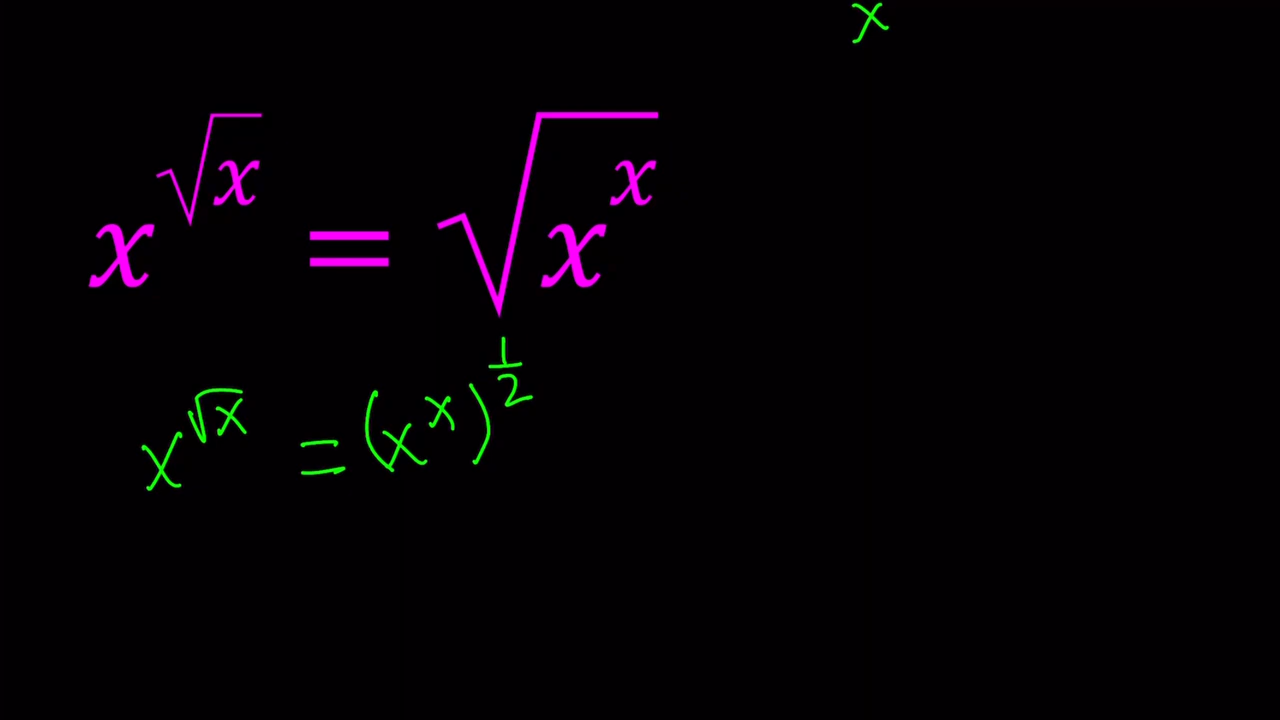 x
x^√x = √(x^x)
x^√x = (x^x)^(1/2)